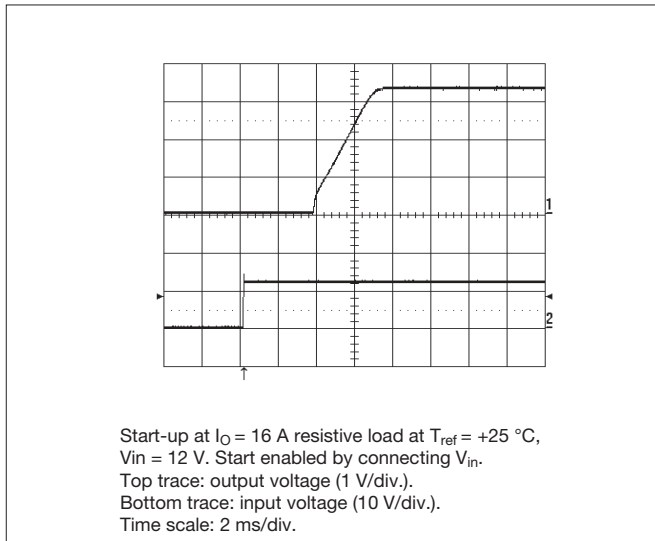 1
2
Start-up at IO = 16 A resistive load at Tref = +25 °C,
Vin = 12 V. Start enabled by connecting Vin.
Top trace: output voltage (1 V/div.).
Bottom trace: input voltage (10 V/div.).
Time scale: 2 ms/div.